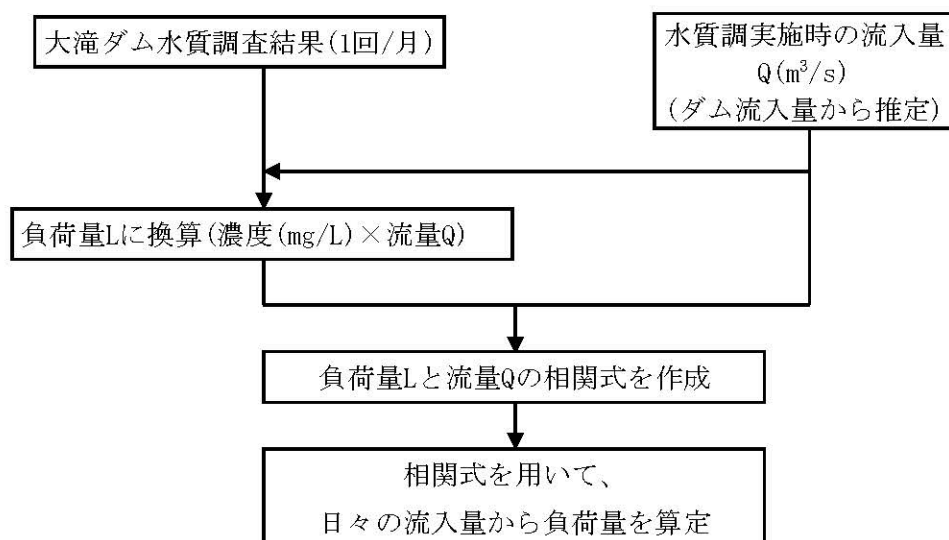 大滝ダム水質調査結果(1回/月)
水質調実施時の流入量
Q(m³/s)
(ダム流入量から推定)
負荷量Lに換算(濃度(mg/L)×流量Q)
負荷量Lと流量Qの相関式を作成
相関式を用いて、
日々の流入量から負荷量を算定